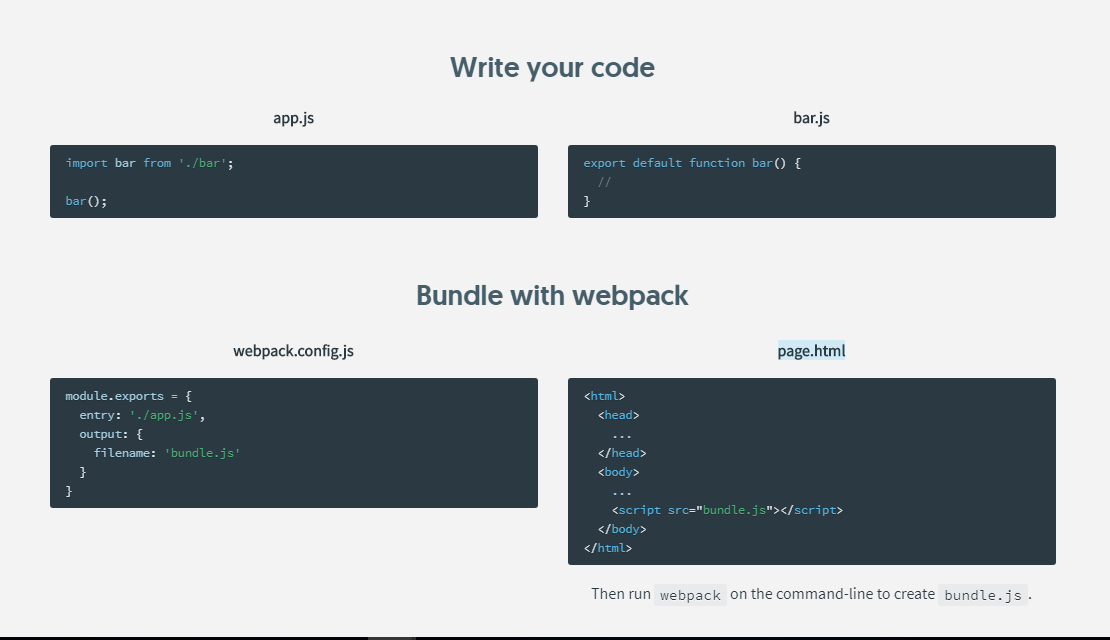 Write your code
app.js
import bar from './bar';
bar();
bar.js
export default function bar() {
//
}
Bundle with webpack
webpack.config.js
module.exports = {
entry: './app.js',
output: {
filename: 'bundle.js'
}
}
page.html
<html>
<head>
...
</head>
<body>
...
<script src="bundle.js"></script>
</body>
</html>
Then run webpack on the command-line to create bundle.js.